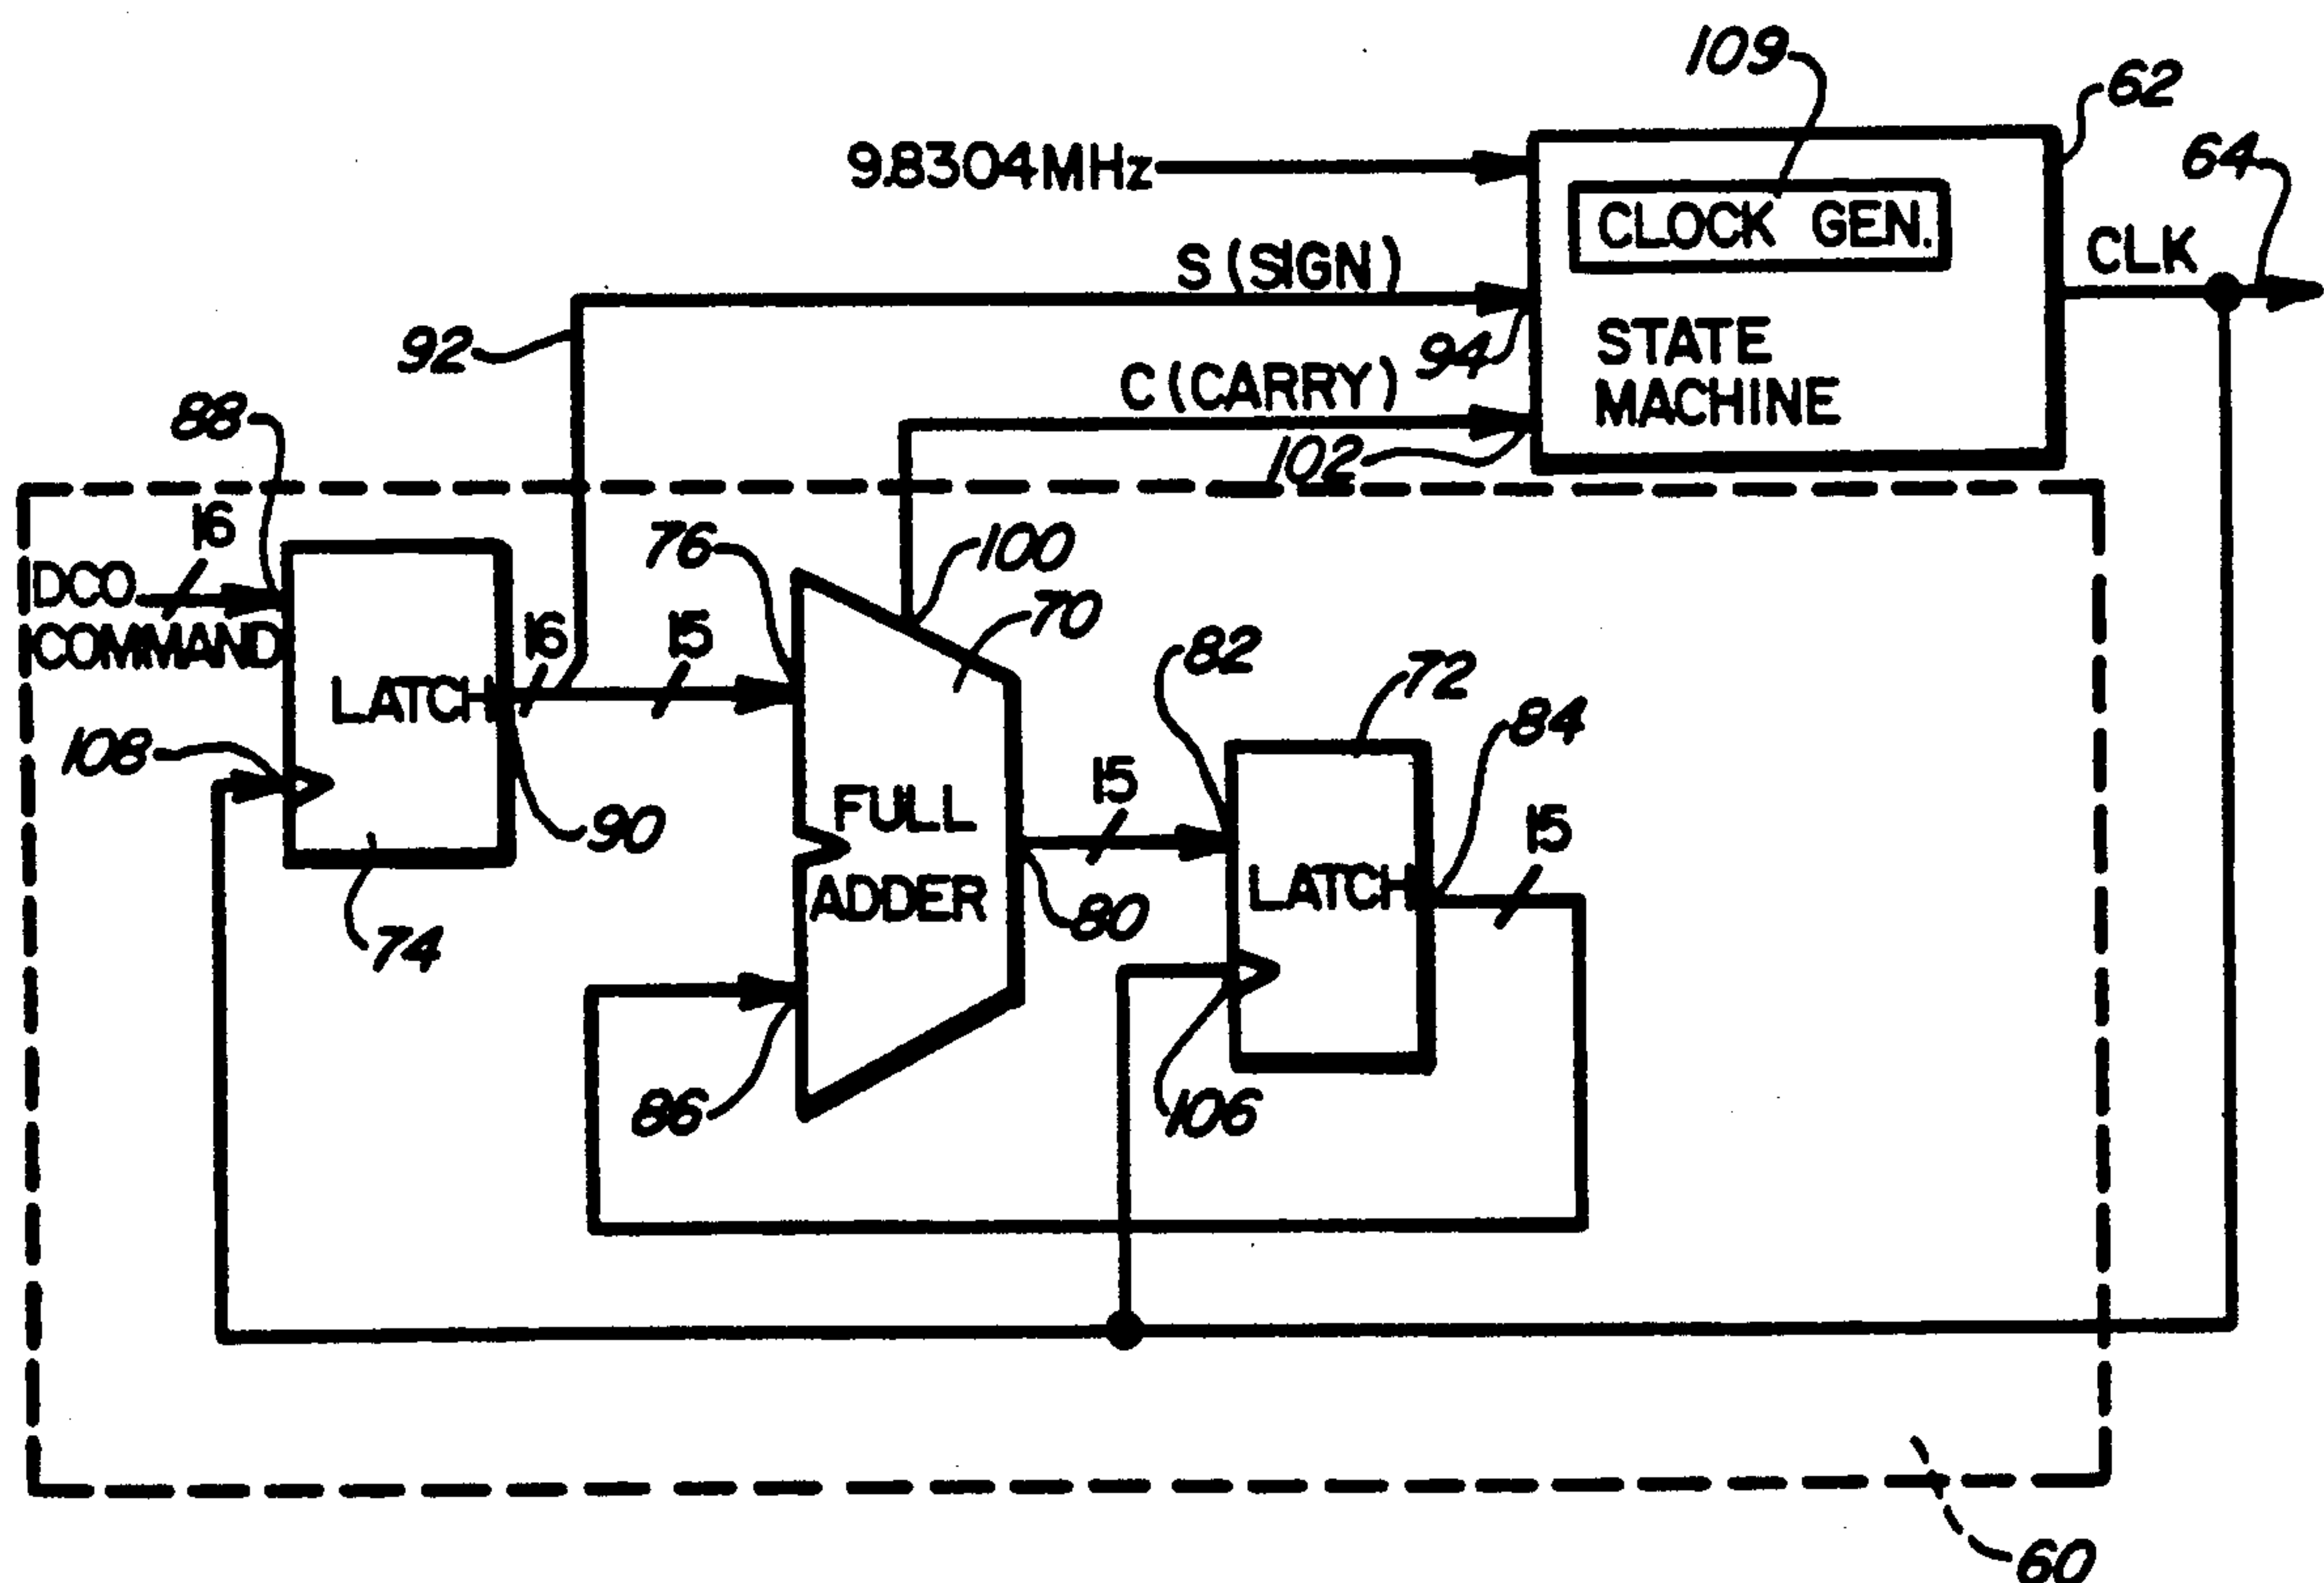 109
62
9.8304MHz
64
CLOCK GEN.
S (SIGN)
CLK
92
94
STATE
MACHINE
C (CARRY)
88
102
16
76
100
DCO
COMMAND
16
15
70
82
72
LATCH
84
108
15
15
90
FULL
ADDER
LATCH
80
74
86
106
60